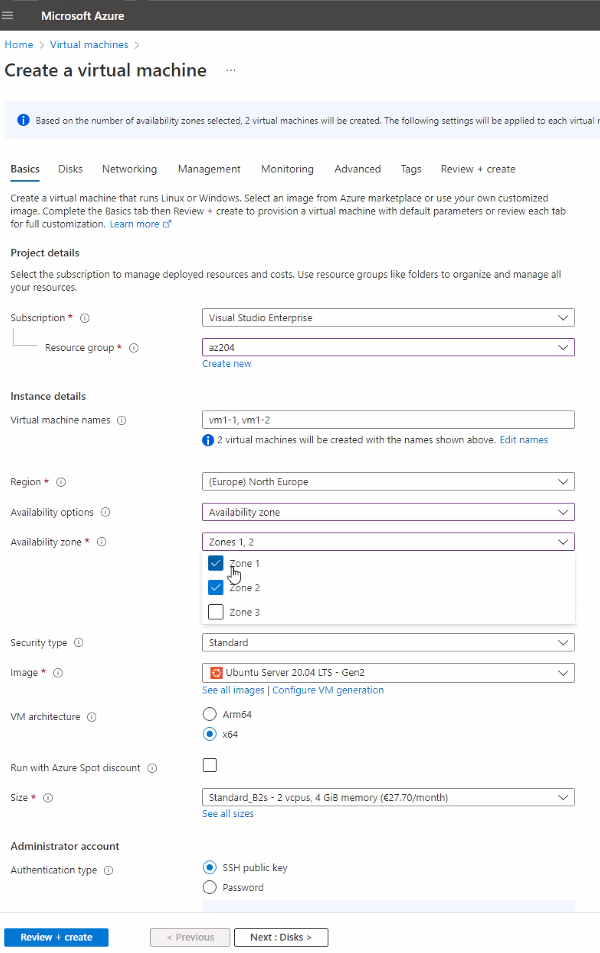 Microsoft Azure
Home > Virtual machines >
Create a virtual machine ...
Based on the number of availability zones selected, 2 virtual machines will be created. The following settings will be applied to each virtual
Basics Disks Networking Management Monitoring Advanced Tags Review + create
Create a virtual machine that runs Linux or Windows. Select an image from Azure marketplace or use your own customized
image. Complete the Basics tab then Review + create to provision a virtual machine with default parameters or review each tab
for full customization. Learn more
Project details
Select the subscription to manage deployed resources and costs. Use resource groups like folders to organize and manage all
your resources.
Subscription * Visual Studio Enterprise
Resource group * az204
Create new
Instance details
Virtual machine names vm1-1, vm1-2
2 virtual machines will be created with the names shown above. Edit names
Region * (Europe) North Europe
Availability options Availability zone
Availability zone * Zones 1, 2
Zone 1
Zone 2
Zone 3
Security type Standard
Image * Ubuntu Server 20.04 LTS - Gen2
See all images | Configure VM generation
VM architecture Arm64
x64
Run with Azure Spot discount
Size * Standard_B2s - 2 vcpus, 4 GiB memory (€27.70/month)
See all sizes
Administrator account
Authentication type SSH public key
Password
Review + create < Previous Next : Disks >